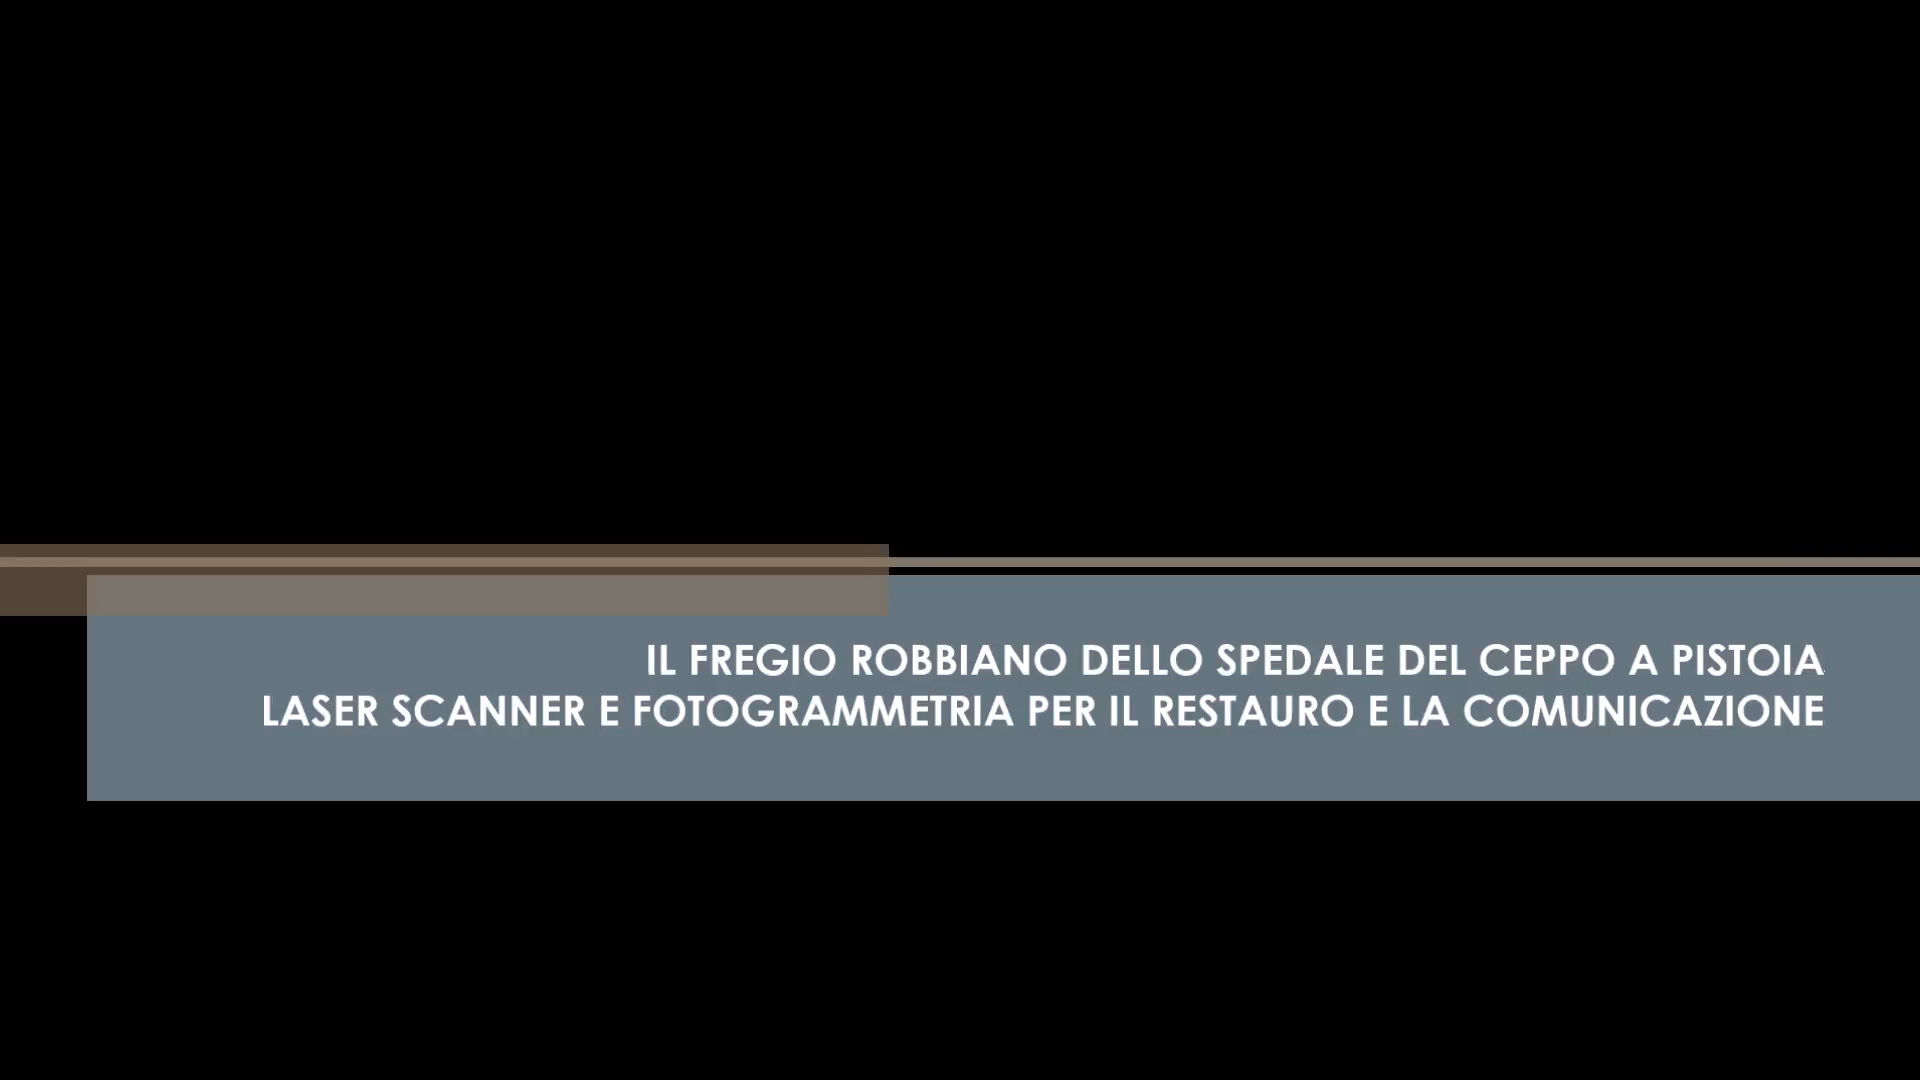 IL FREGIO ROBBIANO DELLO SPEDALE DEL CEPPO A PISTOIA
LASER SCANNER E FOTOGRAMMETRIA PER IL RESTAURO E LA COMUNICAZIONE